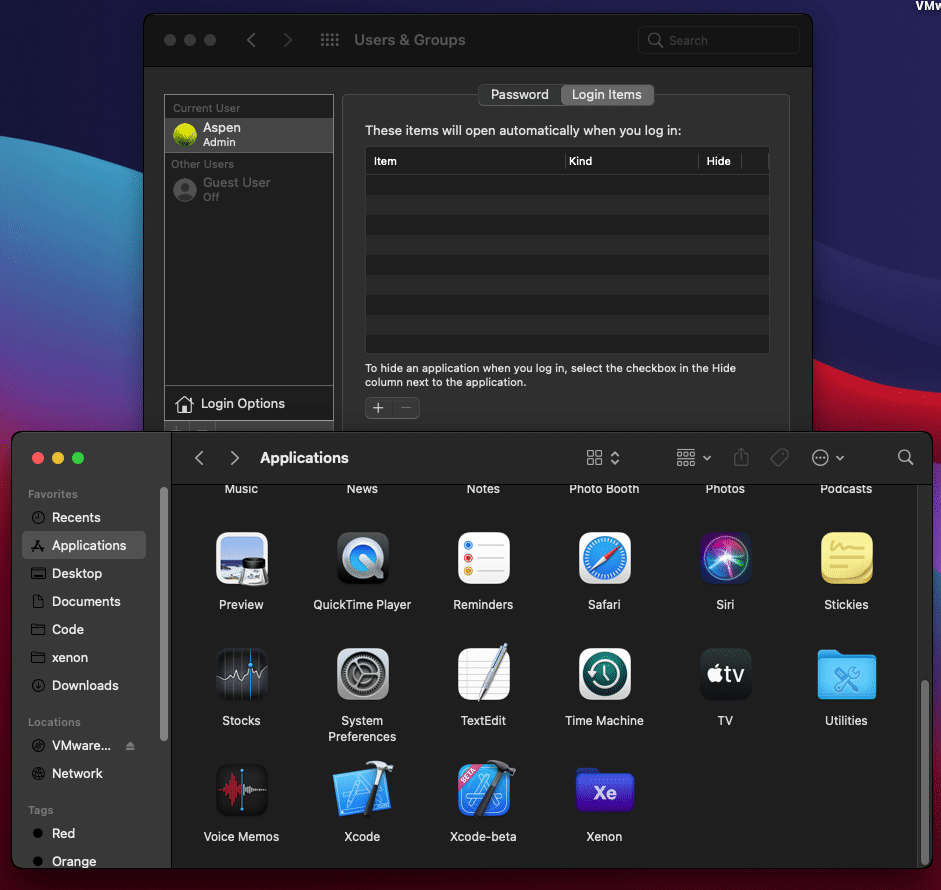 VMw
Users & Groups
Search
Password
Login Items
Current User
Aspen
Admin
Other Users
Guest User
Off
Login Options
These items will open automatically when you log in:
Item
Kind
Hide
To hide an application when you log in, select the checkbox in the Hide
column next to the application.
Applications
Favorites
Recents
Applications
Desktop
Documents
Code
xenon
Downloads
Locations
VMware...
Network
Tags
Red
Orange
Music
News
Notes
Photo Booth
Photos
Podcasts
Preview
QuickTime Player
Reminders
Safari
Siri
Stickies
tv
Stocks
System
Preferences
TextEdit
Time Machine
TV
Utilities
BETA
Xe
Voice Memos
Xcode
Xcode-beta
Xenon